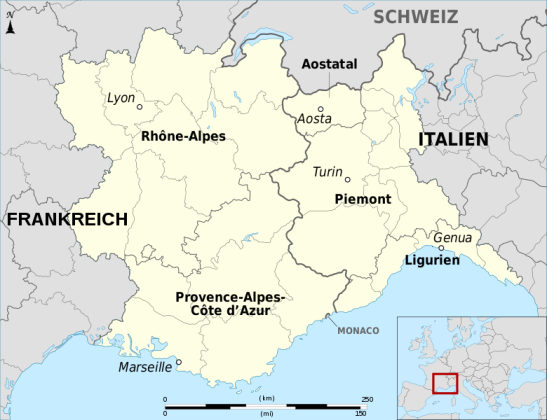 N
SCHWEIZ
Aostatal
Lyon
Aosta
Rhône-Alpes
ITALIEN
Turin
Piemont
FRANKREICH
Genua
Ligurien
Provence-Alpes-
Côte d’Azur
MONACO
Marseille
(km)
0 250
0 150
(mi)